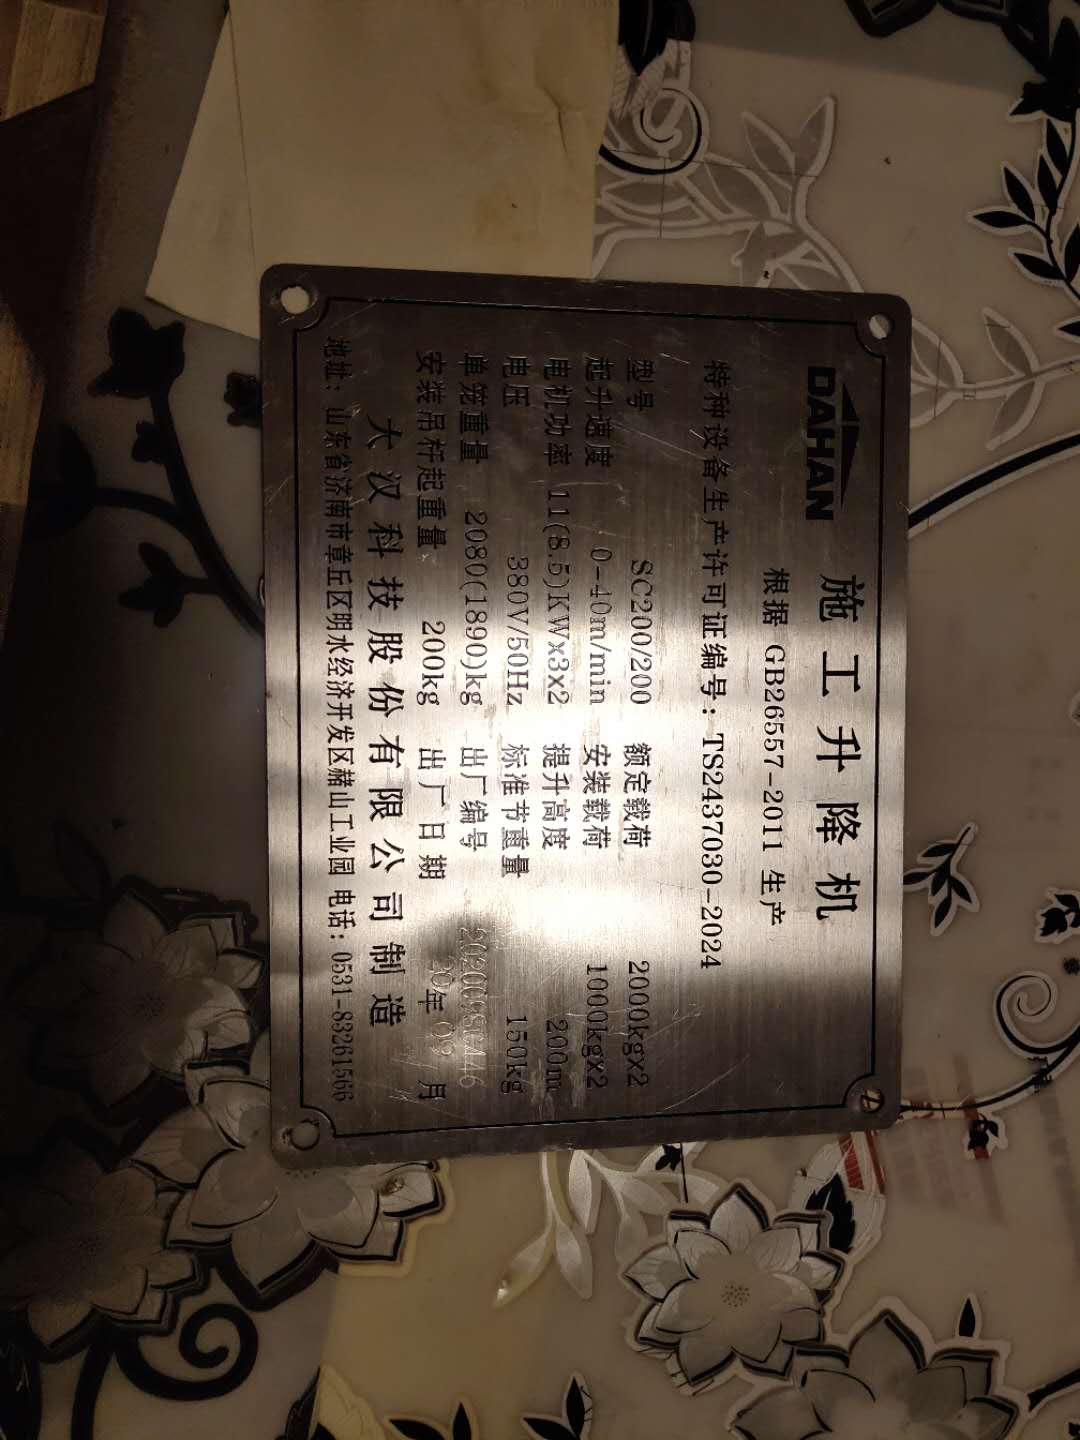 DAHAN 施工升降机
根据 GB26557-2011 生产
特种设备生产许可证编号：TS2437030-2024
型号 SC200/200 额定载荷 2000kgx2
起升速度 0-40m/min 安装载荷 1000kgx2
电机功率 11(8.5)KWx3x2 提升高度 200m
电压 380V/50Hz 标准节重量 150kg
单笼重量 2080(1890)kg 出厂编号
安装吊杆起重量 200kg 出厂日期 20年09月
大汉科技股份有限公司制造
地址：山东省济南市章丘区明水经济开发区赭山工业园 电话：0531-83261566